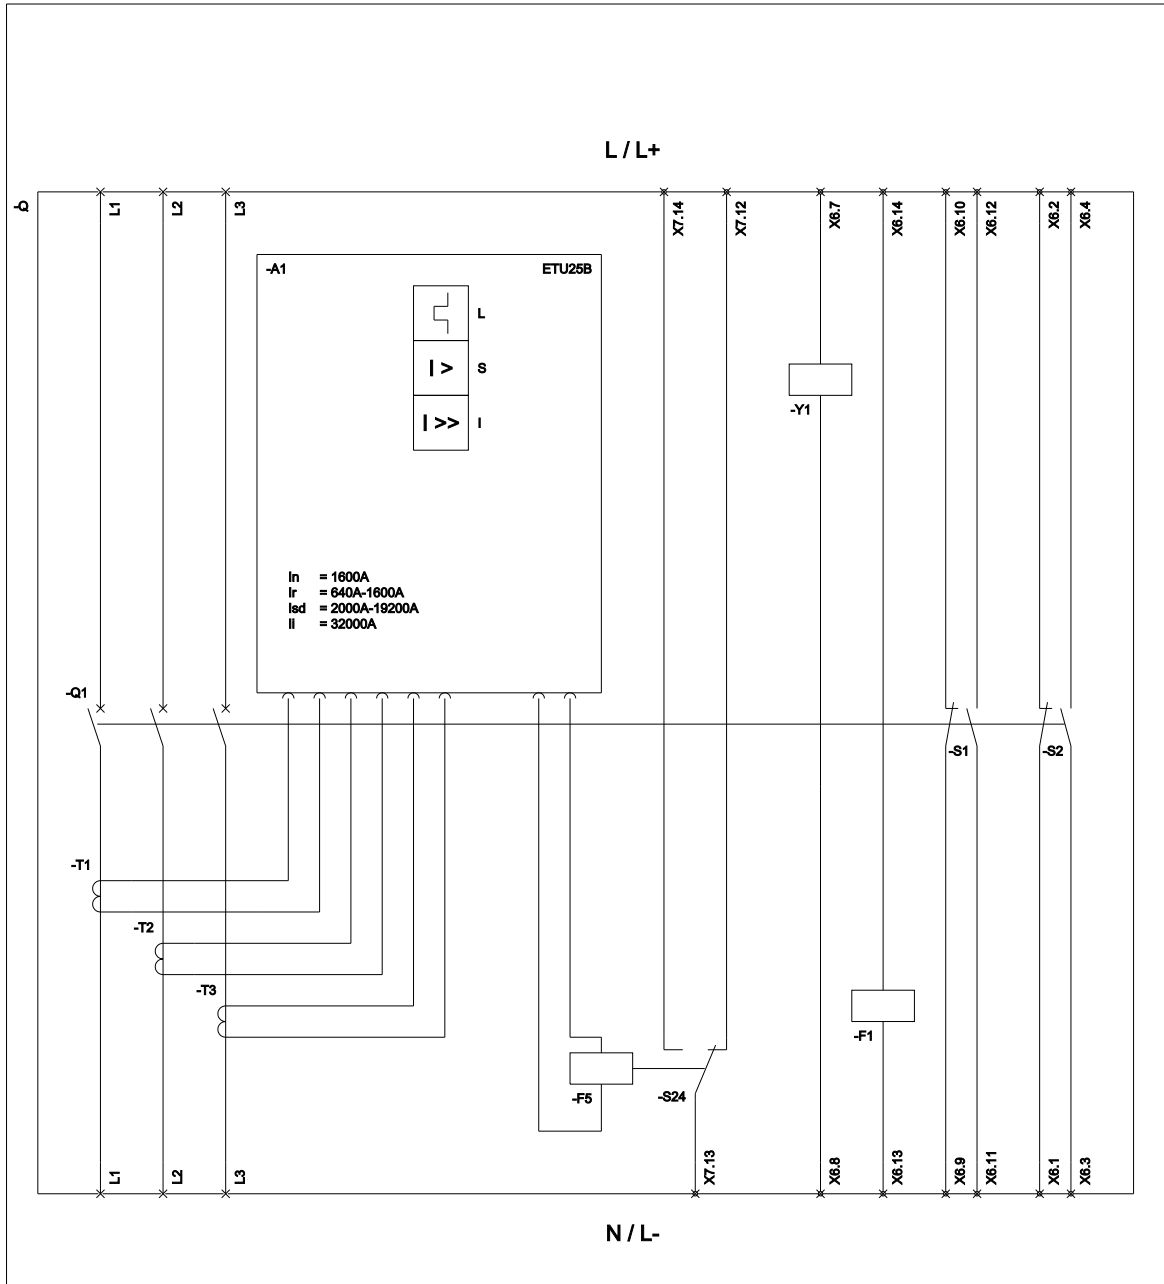 L / L+
-Q
L1
L2
L3
X7.14
X7.12
X6.7
X6.14
X6.10
X6.12
X6.2
X6.4
-A1 ETU25B
L
I > S
I >> I
-Y1
In = 1600A
Ir = 640A-1600A
Isd = 2000A-19200A
Ii = 32000A
-Q1
-S1
-S2
-T1
-T2
-T3
-F1
-F5
-S24
L1
L2
L3
X7.13
X6.8
X6.13
X6.9
X6.11
X6.1
X6.3
N / L-